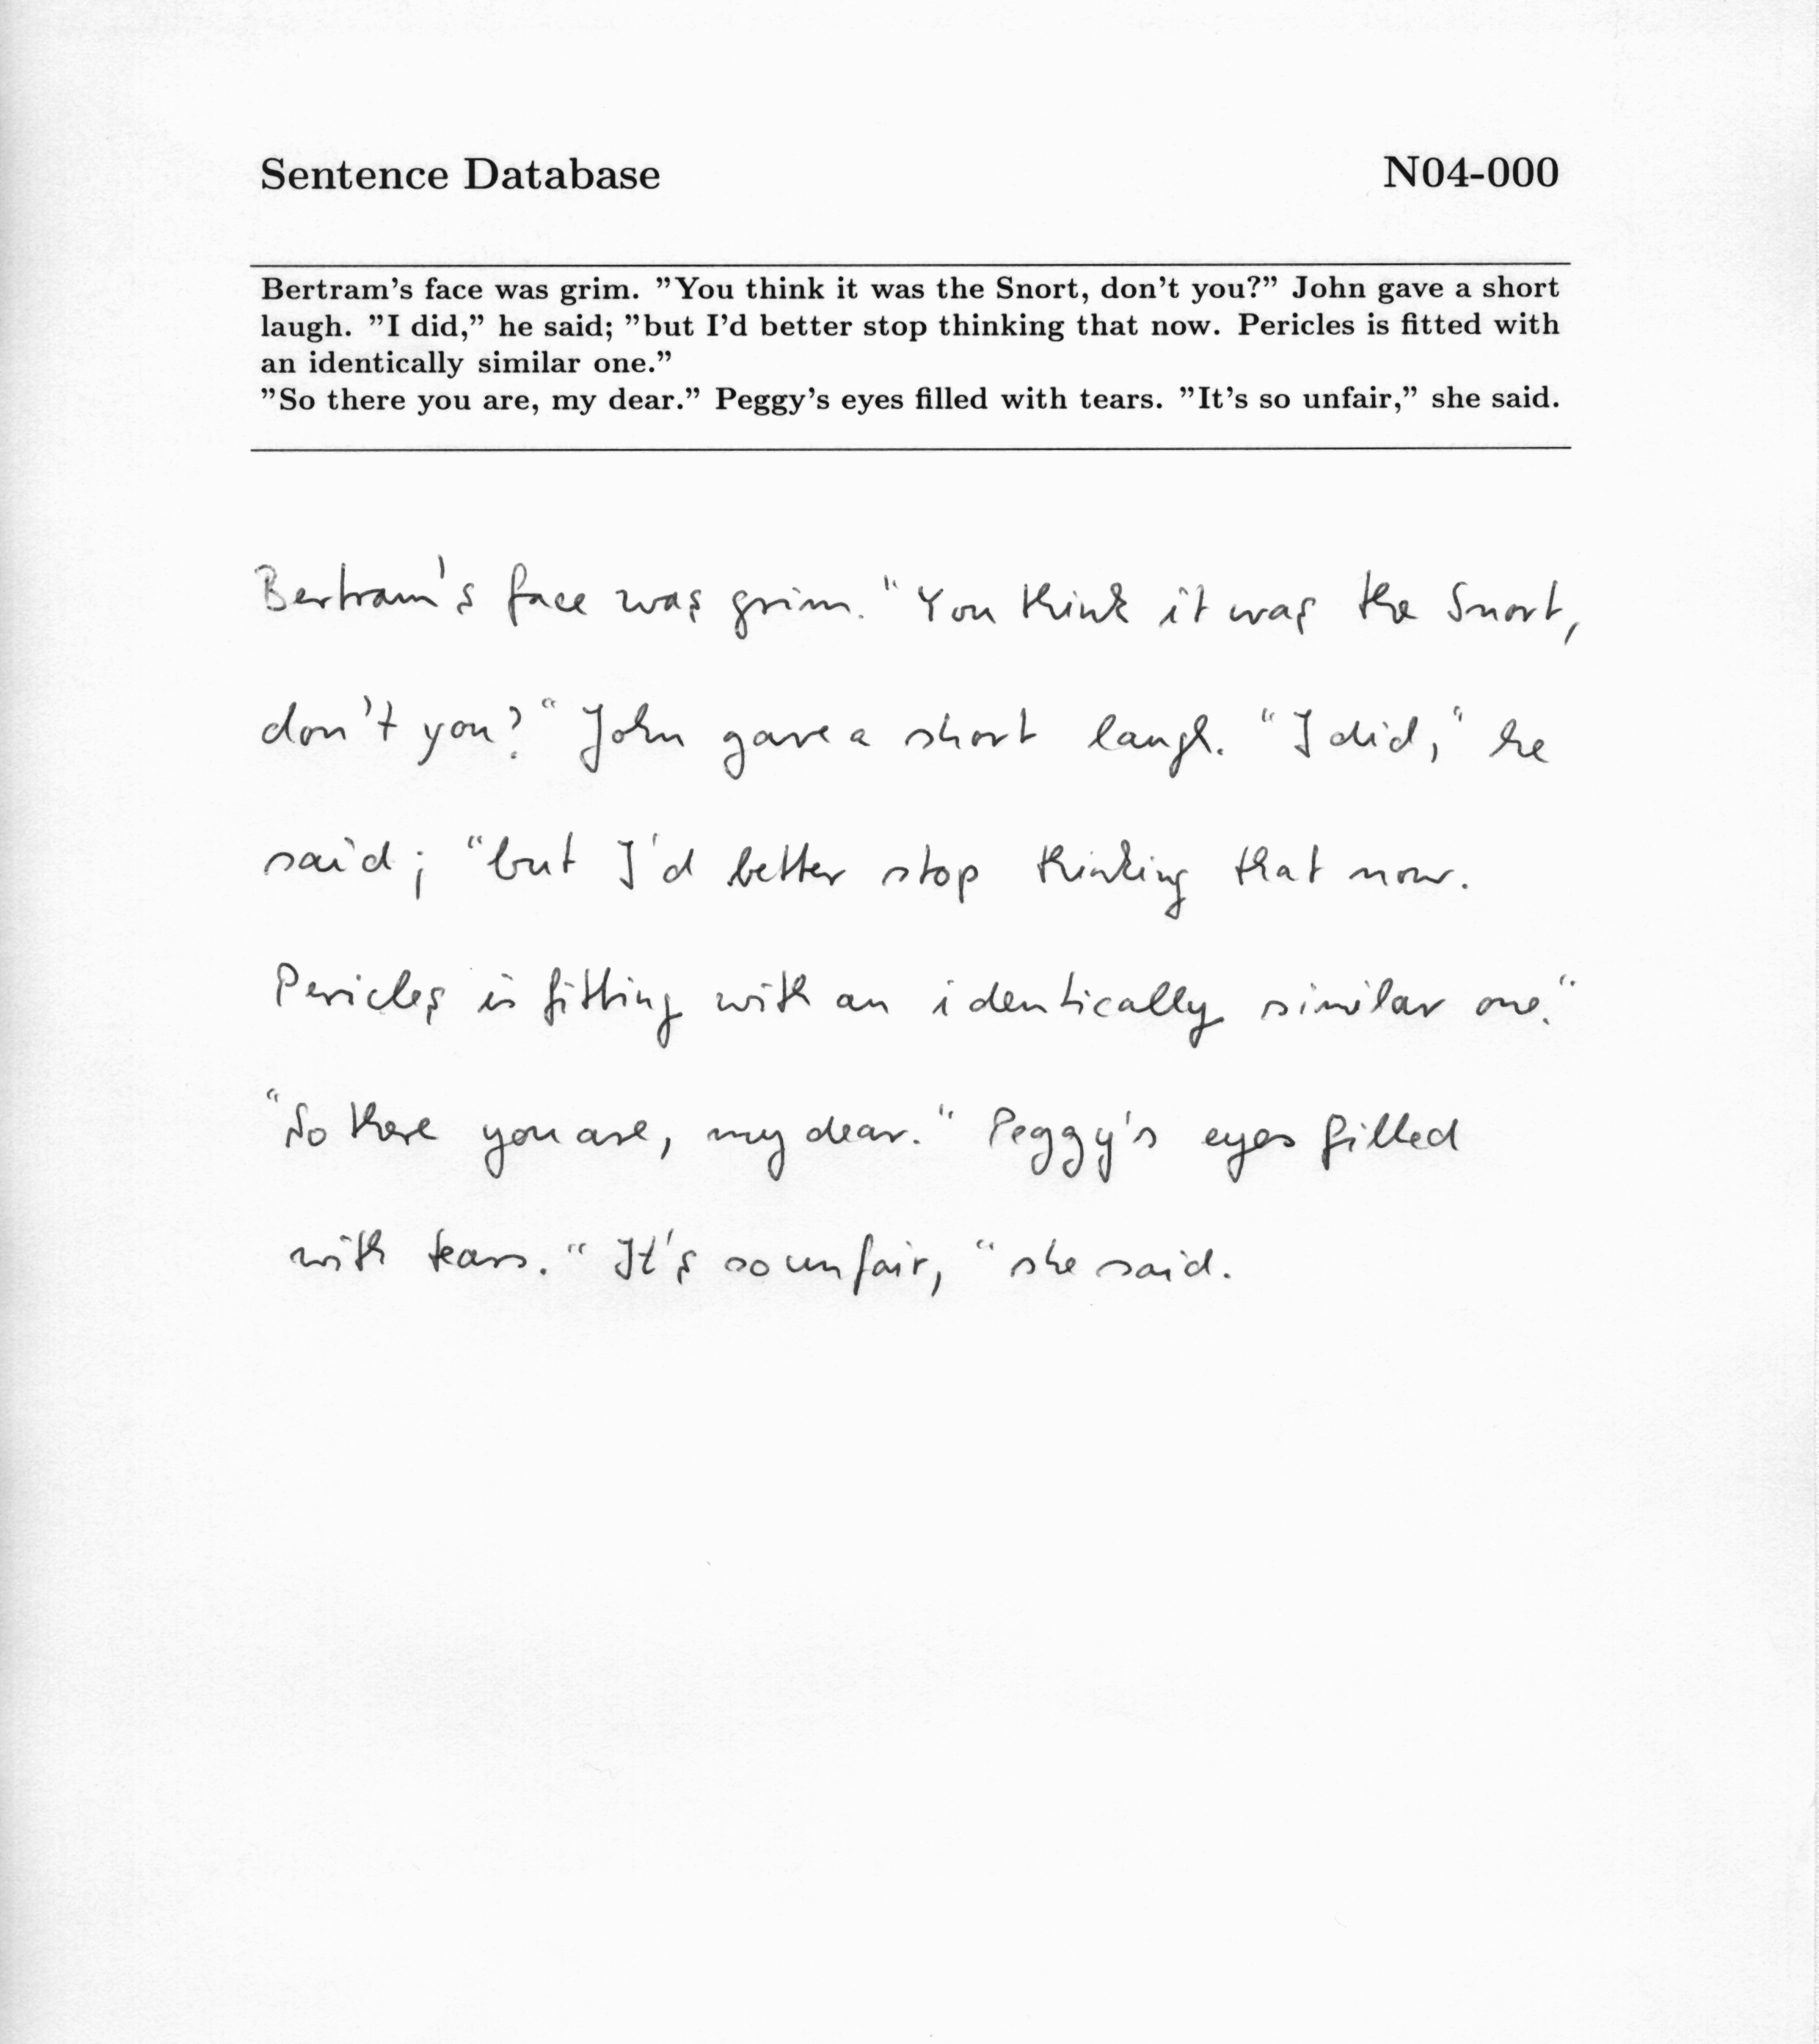 Sentence Database N04-000
Bertram's face was grim. ”You think it was the Snort, don't you?” John gave a short
laugh. ”I did,” he said; ”but I'd better stop thinking that now. Pericles is fitted with
an identically similar one.”
”So there you are, my dear.” Peggy's eyes filled with tears. ”It's so unfair,” she said.
Bertram's face was grim. "You think it was the Snort,
don't you?" John gave a short laugh. "I did," he
said; "but I'd better stop thinking that now.
Pericles is fitting with an identically similar one."
"So there you are, my dear." Peggy's eyes filled
with tears. "It's so unfair, "she said.